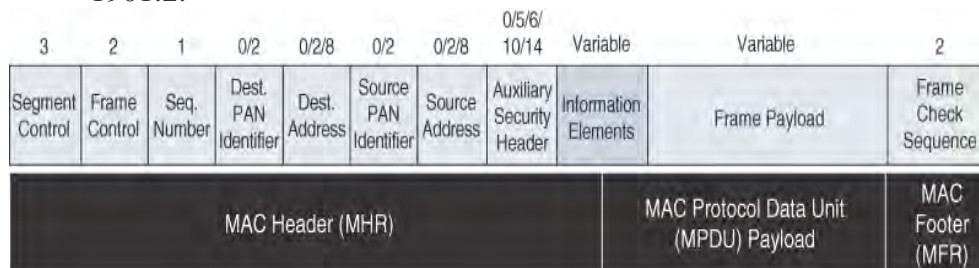 1901.2.
0/5/6/
3 2 1 0/2 0/2/8 0/2 0/2/8 10/14 Variable Variable 2
Segment Control
Frame Control
Seq. Number
Dest. PAN Identifier
Dest. Address
Source PAN Identifier
Source Address
Auxiliary Security Header
Information Elements
Frame Payload
Frame Check Sequence
MAC Header (MHR)
MAC Protocol Data Unit
(MPDU) Payload
MAC
Footer
(MFR)